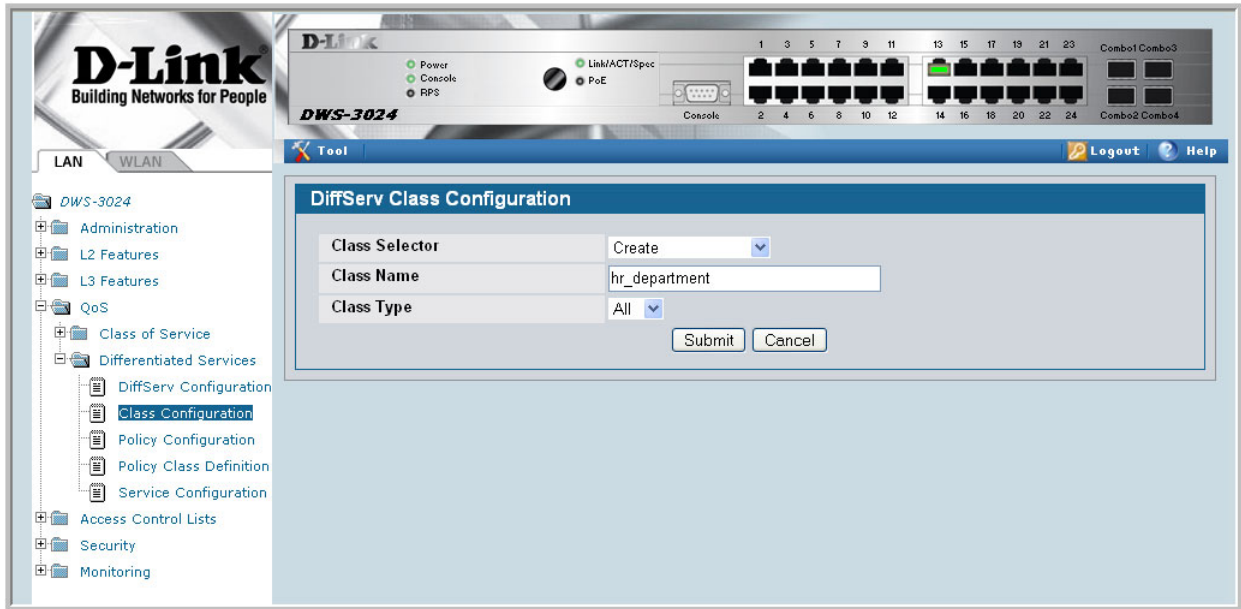 D-Link
Building Networks for People
D-Link
Power
Console
RPS
Link/ACT/Spec
PoE
DWS-3024
Console
1 3 5 7 9 11 13 15 17 19 21 23
Combo1 Combo3
2 4 6 8 10 12 14 16 18 20 22 24
Combo2 Combo4
LAN WLAN
Tool
Logout
Help
DWS-3024
Administration
L2 Features
L3 Features
QoS
Class of Service
Differentiated Services
DiffServ Configuration
Class Configuration
Policy Configuration
Policy Class Definition
Service Configuration
Access Control Lists
Security
Monitoring
DiffServ Class Configuration
Class Selector Create
Class Name hr_department
Class Type All
Submit Cancel